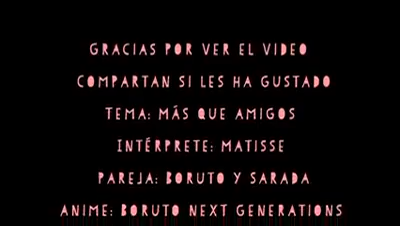 GRACIAS POR VER EL VIDEO
COMPARTAN SI LES HA GUSTADO
TEMA: MÁS QUE AMIGOS
INTÉRPRETE: MATISSE
PAREJA: BORUTO Y SARADA
ANIME: BORUTO NEXT GENERATIONS